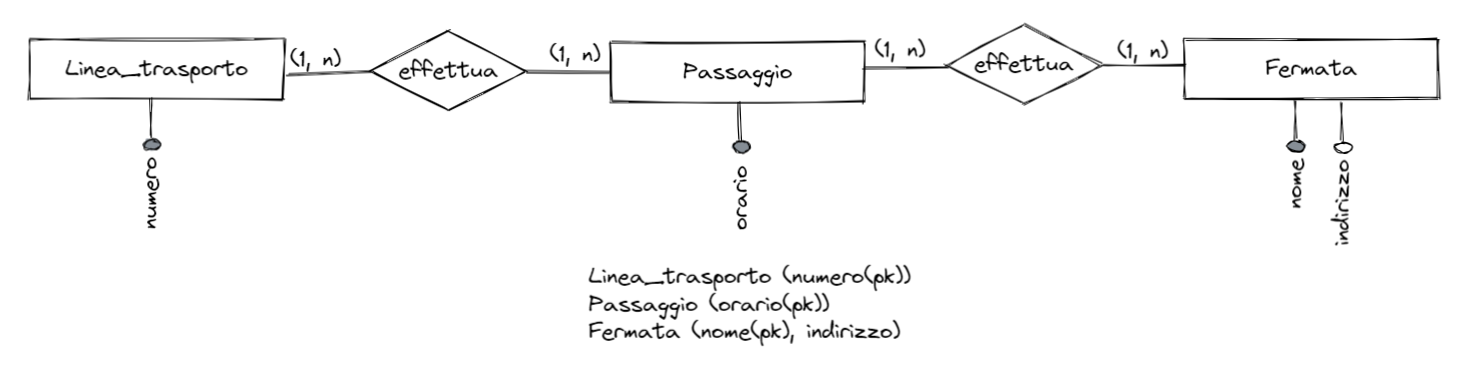 Linea_trasporto (1, n) effettua (1, n) Passaggio (1, n) effettua (1, n) Fermata
numero
orario
nome
indirizzo
Linea_trasporto (numero(pk))
Passaggio (orario(pk))
Fermata (nome(pk), indirizzo)